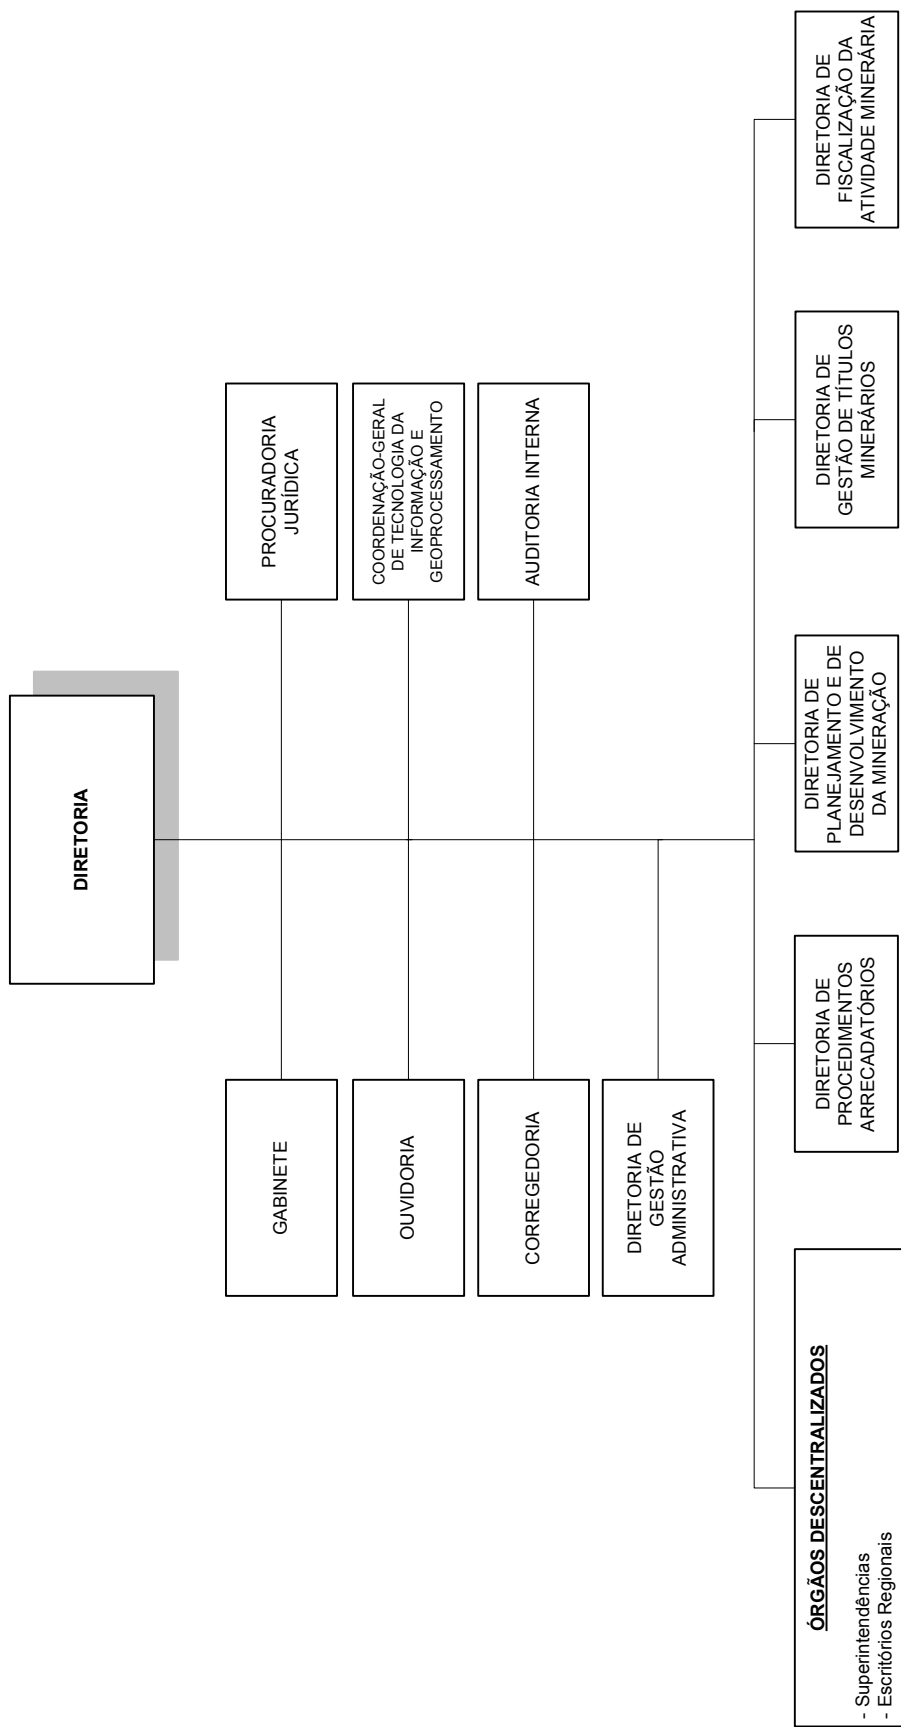 DIRETORIA
GABINETE
PROCURADORIA
JURÍDICA
OUVIDORIA
COORDENAÇÃO-GERAL
DE TECNOLOGIA DA
INFORMAÇÃO E
GEOPROCESSAMENTO
CORREGEDORIA
AUDITORIA INTERNA
DIRETORIA DE
GESTÃO
ADMINISTRATIVA
ÓRGÃOS DESCENTRALIZADOS
- Superintendências
- Escritórios Regionais
DIRETORIA DE
PROCEDIMENTOS
ARRECADATÓRIOS
DIRETORIA DE
PLANEJAMENTO E DE
DESENVOLVIMENTO
DA MINERAÇÃO
DIRETORIA DE
GESTÃO DE TÍTULOS
MINERÁRIOS
DIRETORIA DE
FISCALIZAÇÃO DA
ATIVIDADE MINERÁRIA